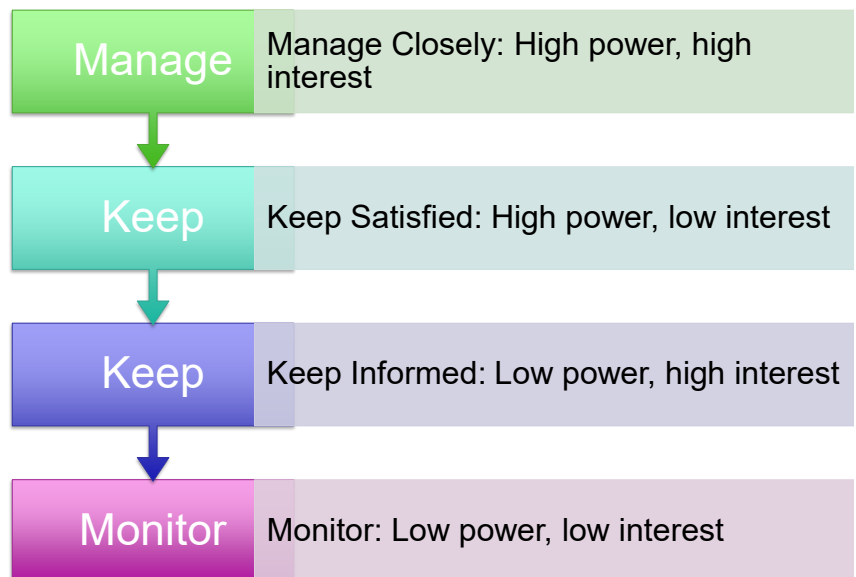 Manage
Manage Closely: High power, high
interest
Keep
Keep Satisfied: High power, low interest
Keep
Keep Informed: Low power, high interest
Monitor
Monitor: Low power, low interest